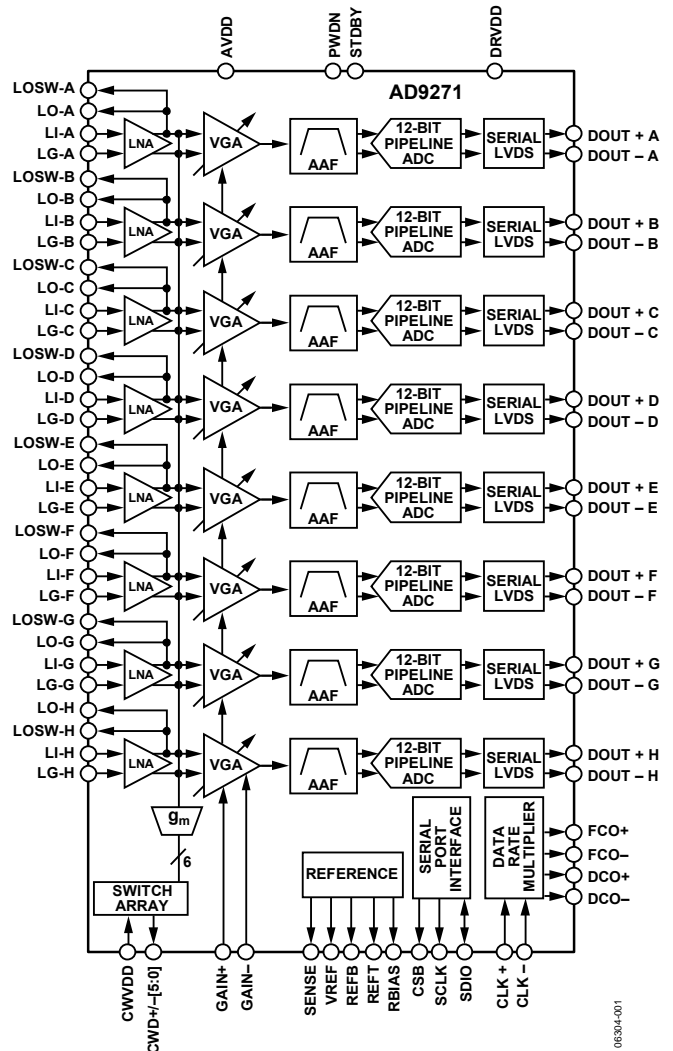 AVDD
PWDN
STDBY
DRVDD
AD9271
LOSW-A
LO-A
LI-A
LG-A
LNA
VGA
AAF
12-BIT
PIPELINE
ADC
SERIAL
LVDS
DOUT + A
DOUT – A
LOSW-B
LO-B
LI-B
LG-B
LNA
VGA
AAF
12-BIT
PIPELINE
ADC
SERIAL
LVDS
DOUT + B
DOUT – B
LOSW-C
LO-C
LI-C
LG-C
LNA
VGA
AAF
12-BIT
PIPELINE
ADC
SERIAL
LVDS
DOUT + C
DOUT – C
LOSW-D
LO-D
LI-D
LG-D
LNA
VGA
AAF
12-BIT
PIPELINE
ADC
SERIAL
LVDS
DOUT + D
DOUT – D
LOSW-E
LO-E
LI-E
LG-E
LNA
VGA
AAF
12-BIT
PIPELINE
ADC
SERIAL
LVDS
DOUT + E
DOUT – E
LOSW-F
LO-F
LI-F
LG-F
LNA
VGA
AAF
12-BIT
PIPELINE
ADC
SERIAL
LVDS
DOUT + F
DOUT – F
LOSW-G
LO-G
LI-G
LG-G
LNA
VGA
AAF
12-BIT
PIPELINE
ADC
SERIAL
LVDS
DOUT + G
DOUT – G
LO-H
LOSW-H
LI-H
LG-H
LNA
VGA
AAF
12-BIT
PIPELINE
ADC
SERIAL
LVDS
DOUT + H
DOUT – H
gm
6
SWITCH
ARRAY
REFERENCE
SERIAL
PORT
INTERFACE
DATA
RATE
MULTIPLIER
FCO+
FCO–
DCO+
DCO–
CWVDD
CWD+/–[5:0]
GAIN+
GAIN–
SENSE
VREF
REFB
REFT
RBIAS
CSB
SCLK
SDIO
CLK +
CLK –
06304-001